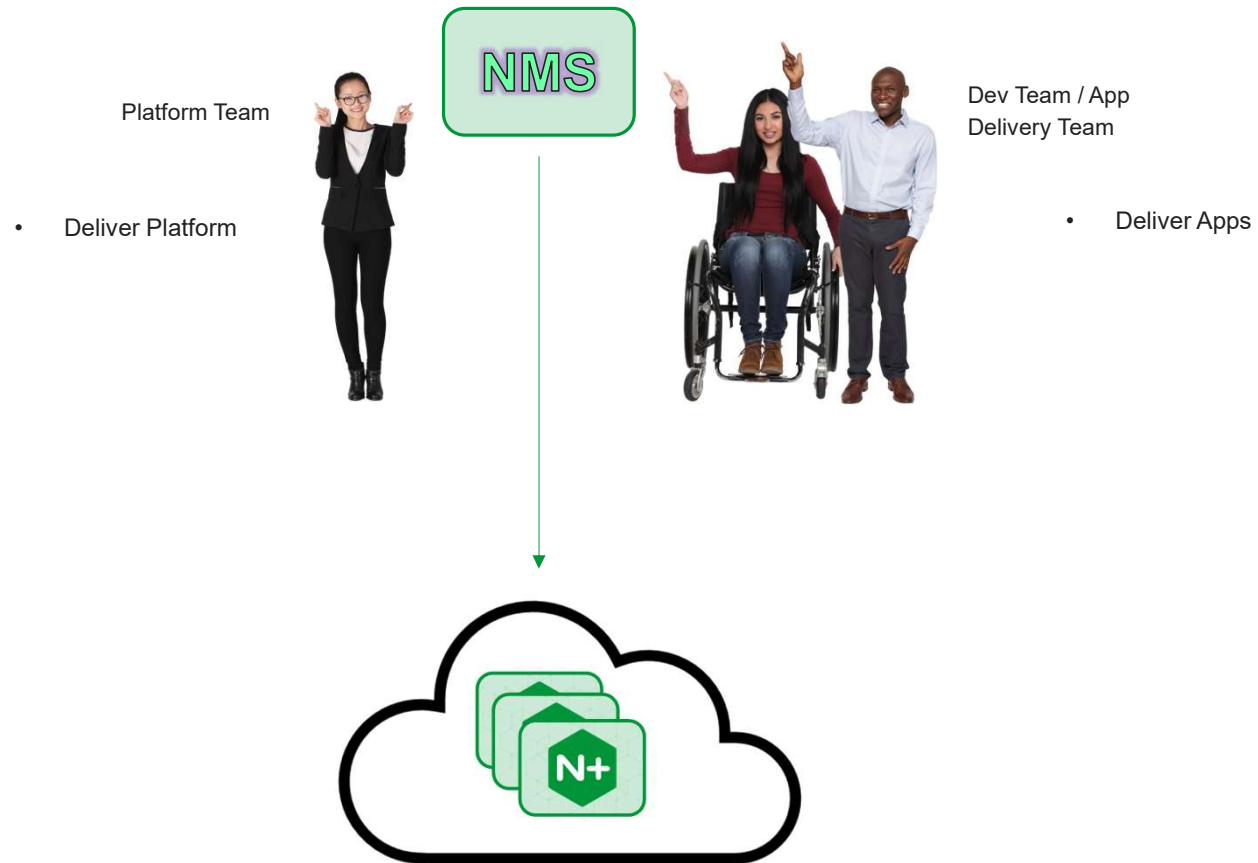 NMS
Platform Team
• Deliver Platform
Dev Team / App
Delivery Team
• Deliver Apps
N+